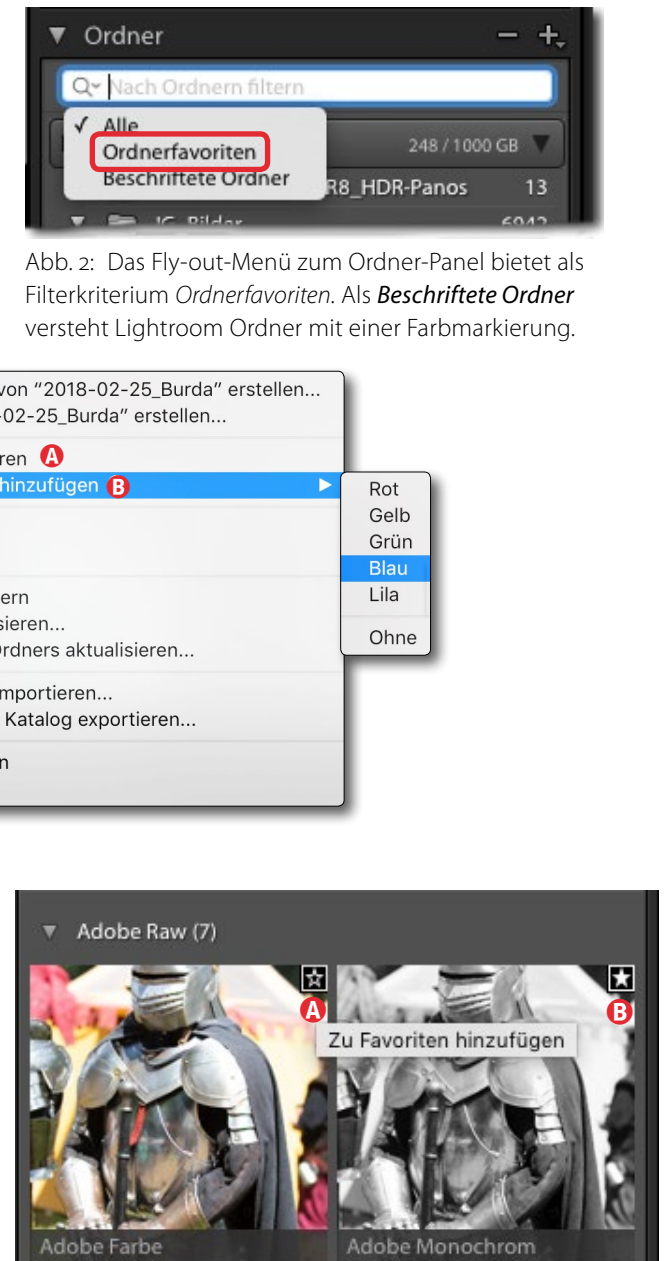 Ordner
Nach Ordnern filtern
Alle
Ordnerfavoriten
248 / 1000 GB
Beschriftete Ordner
R8_HDR-Panos 13
Abb. 2: Das Fly-out-Menü zum Ordner-Panel bietet als
Filterkriterium Ordnerfavoriten. Als Beschriftete Ordner
versteht Lightroom Ordner mit einer Farbmarkierung.
von "2018-02-25_Burda" erstellen...
-02-25_Burda" erstellen...
ren A
hinzufügen B
Rot
Gelb
Grün
Blau
Lila
Ohne
ern
sieren...
Ordners aktualisieren...
mportieren...
Katalog exportieren...
n
Adobe Raw (7)
A
B
Zu Favoriten hinzufügen
Adobe Farbe
Adobe Monochrom